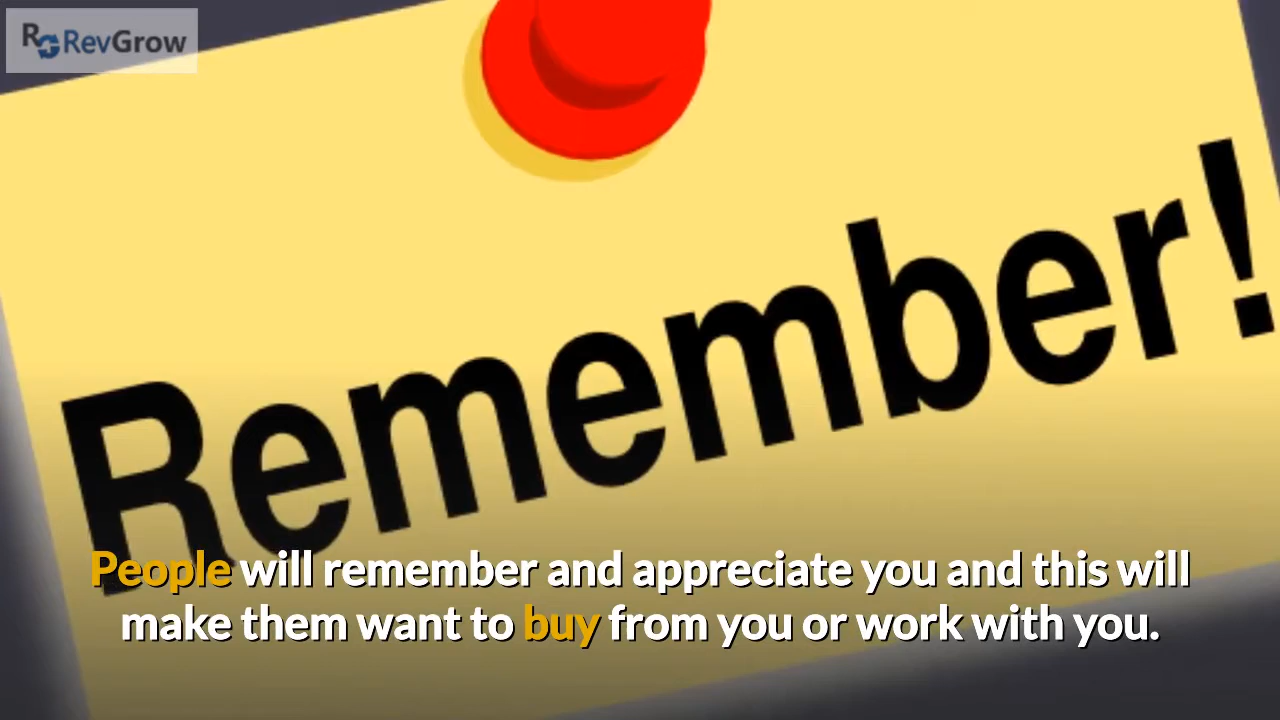 RevGrow
Remember!
People will remember and appreciate you and this will
make them want to buy from you or work with you.